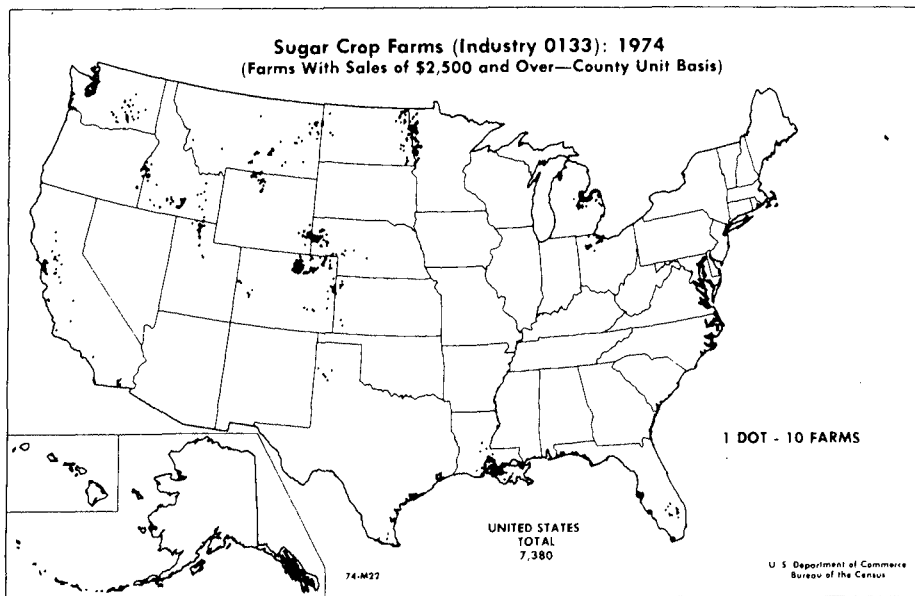 Sugar Crop Farms (Industry 0133): 1974
(Farms With Sales of $2,500 and Over—County Unit Basis)
1 DOT - 10 FARMS
UNITED STATES
TOTAL
7,380
74-M22
U S Department of Commerce
Bureau of the Census